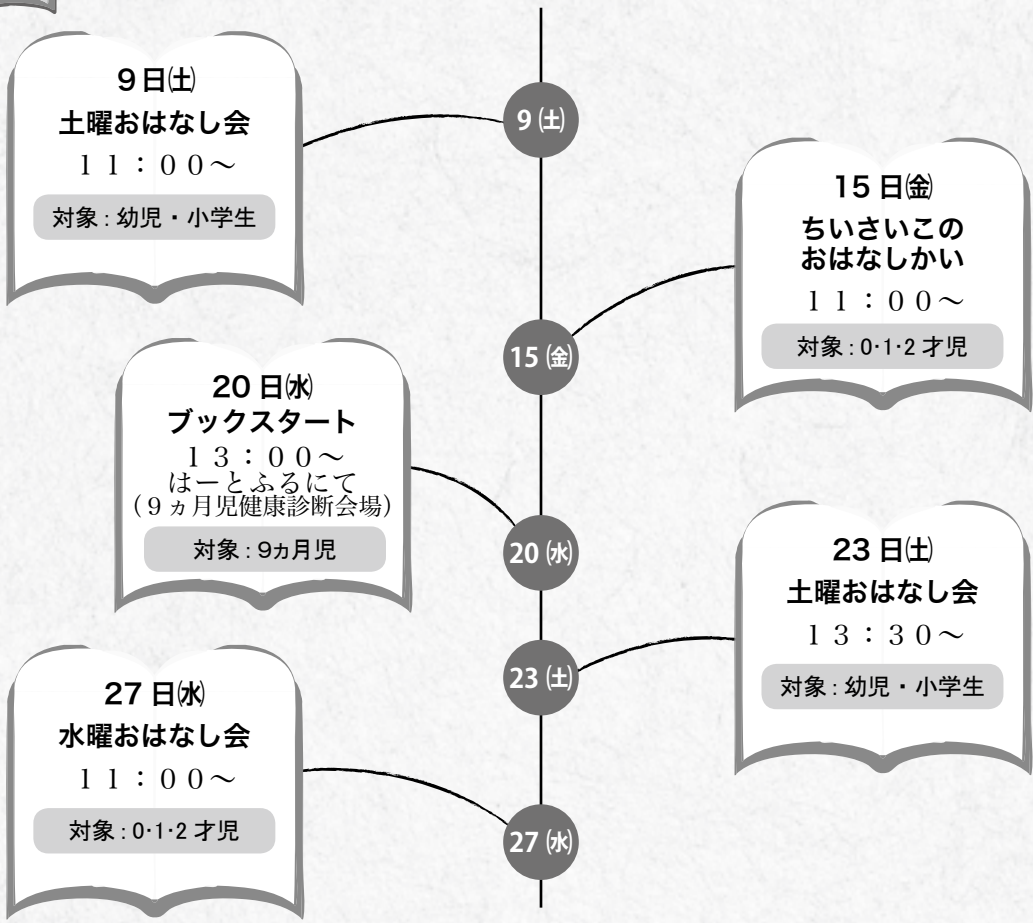 9日㈯
土曜おはなし会
11：00〜
対象：幼児・小学生
9㈯
15日㈮
ちいさいこの
おはなしかい
11：00〜
対象：0･1･2才児
15㈮
20日㈬
ブックスタート
13：00〜
はーとふるにて
（9ヵ月児健康診断会場）
対象：9ヵ月児
20㈬
23日㈯
土曜おはなし会
13：30〜
対象：幼児・小学生
23㈯
27日㈬
水曜おはなし会
11：00〜
対象：0･1･2才児
27㈬